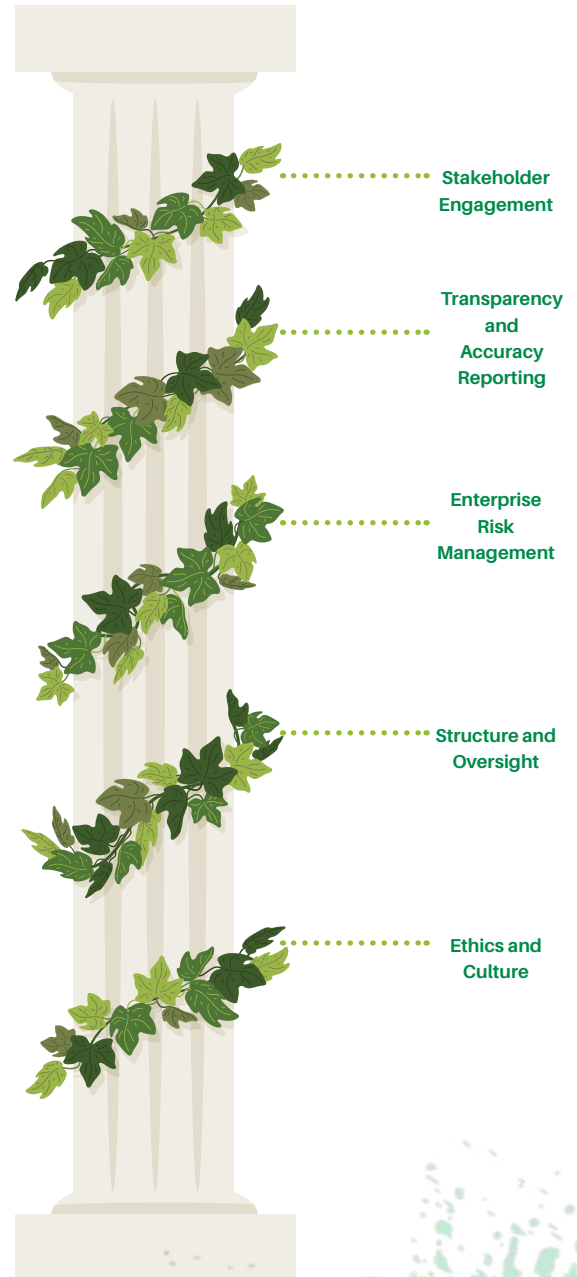 Stakeholder
Engagement
Transparency
and
Accuracy
Reporting
Enterprise
Risk
Management
Structure and
Oversight
Ethics and
Culture